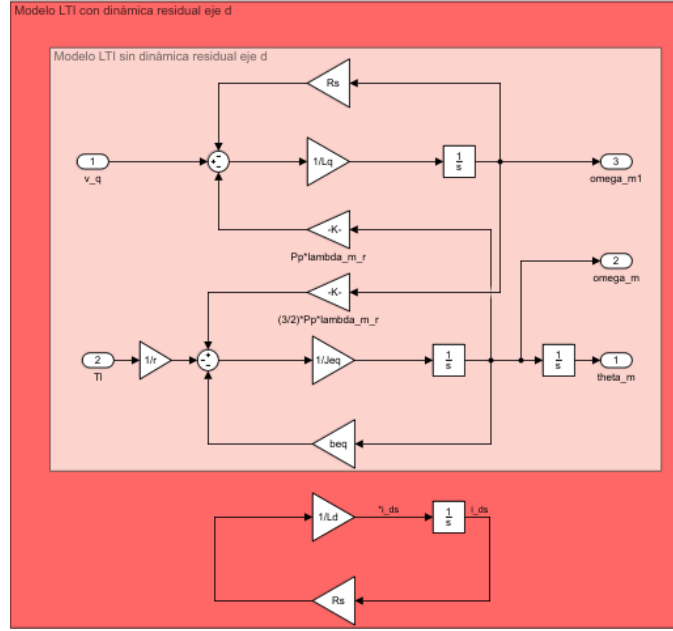 Modelo LTI con dinámica residual eje d
Modelo LTI sin dinámica residual eje d
Rs
1
v_q
+
-
-
1/Lq
1
s
3
omega_m1
-K-
Pp*lambda_m_r
2
omega_m
-K-
(3/2)*Pp*lambda_m_r
2
Tl
1/r
-
+
-
1/Jeq
1
s
1
s
1
theta_m
beq
1/Ld
*i_ds
1
s
i_ds
Rs